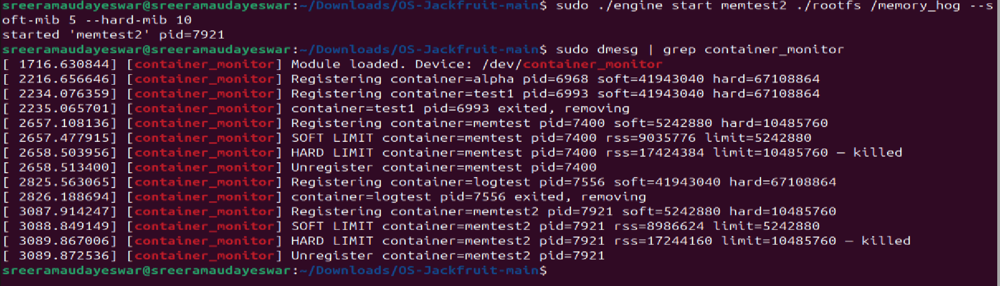 sreeramaudayeswar@sreeramaudayeswar:~/Downloads/OS-Jackfruit-main$ sudo ./engine start memtest2 ./rootfs /memory_hog --s
oft-mib 5 --hard-mib 10
started 'memtest2' pid=7921
sreeramaudayeswar@sreeramaudayeswar:~/Downloads/OS-Jackfruit-main$ sudo dmesg | grep container_monitor
[ 1716.630844] [container_monitor] Module loaded. Device: /dev/container_monitor
[ 2216.656646] [container_monitor] Registering container=alpha pid=6968 soft=41943040 hard=67108864
[ 2234.076359] [container_monitor] Registering container=test1 pid=6993 soft=41943040 hard=67108864
[ 2235.065701] [container_monitor] container=test1 pid=6993 exited, removing
[ 2657.108136] [container_monitor] Registering container=memtest pid=7400 soft=5242880 hard=10485760
[ 2657.477915] [container_monitor] SOFT LIMIT container=memtest pid=7400 rss=9035776 limit=5242880
[ 2658.503956] [container_monitor] HARD LIMIT container=memtest pid=7400 rss=17424384 limit=10485760 — killed
[ 2658.513400] [container_monitor] Unregister container=memtest pid=7400
[ 2825.563065] [container_monitor] Registering container=logtest pid=7556 soft=41943040 hard=67108864
[ 2826.188694] [container_monitor] container=logtest pid=7556 exited, removing
[ 3087.914247] [container_monitor] Registering container=memtest2 pid=7921 soft=5242880 hard=10485760
[ 3088.849149] [container_monitor] SOFT LIMIT container=memtest2 pid=7921 rss=8986624 limit=5242880
[ 3089.867006] [container_monitor] HARD LIMIT container=memtest2 pid=7921 rss=17244160 limit=10485760 — killed
[ 3089.872536] [container_monitor] Unregister container=memtest2 pid=7921
sreeramaudayeswar@sreeramaudayeswar:~/Downloads/OS-Jackfruit-main$